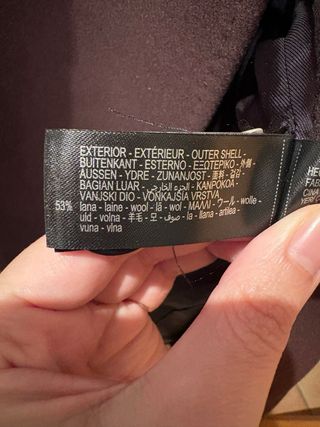 EXTERIOR - EXTÉRIEUR - OUTER SHELL -
BUITENKANT - ESTERNO - ΕΞΩΤΕΡΙΚΟ - 外側 -
AUSSEN - YDRE - ZUNANJOST - 面料 - 겉감 -
BAGIAN LUAR - الجزء الخارجي - KANPOKOA -
VANJSKI DIO - VONKAJŠIA VRSTVA
53% lana - laine - wool - lã - wol - ΜΑΛΛΙ - ウール - wolle -
uld - volna - 羊毛 - 모 - صوف - la - llana - artilea -
vuna - vlna